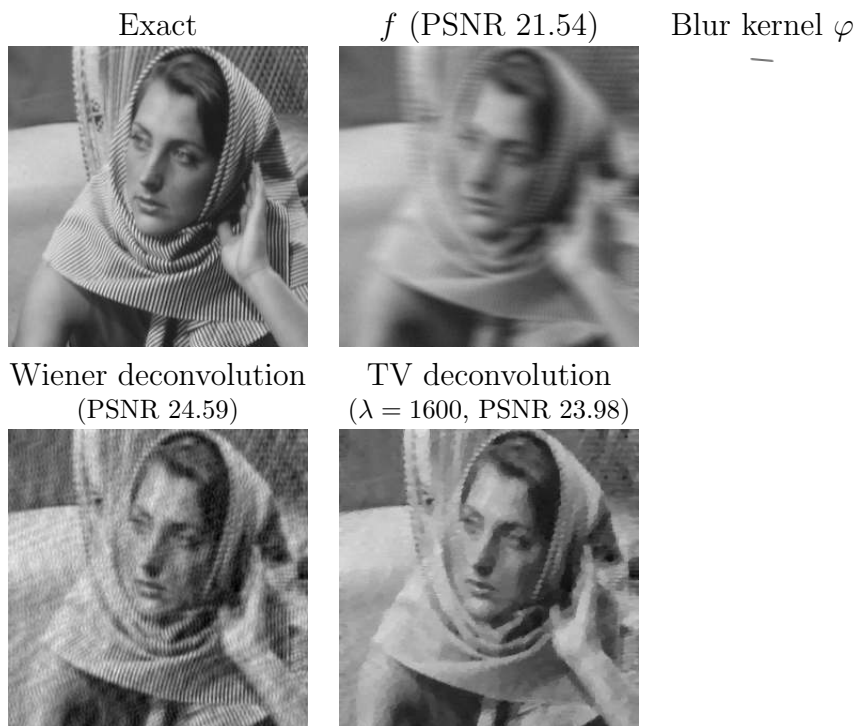 Exact
f (PSNR 21.54)
Blur kernel φ
Wiener deconvolution
(PSNR 24.59)
TV deconvolution
(λ = 1600, PSNR 23.98)